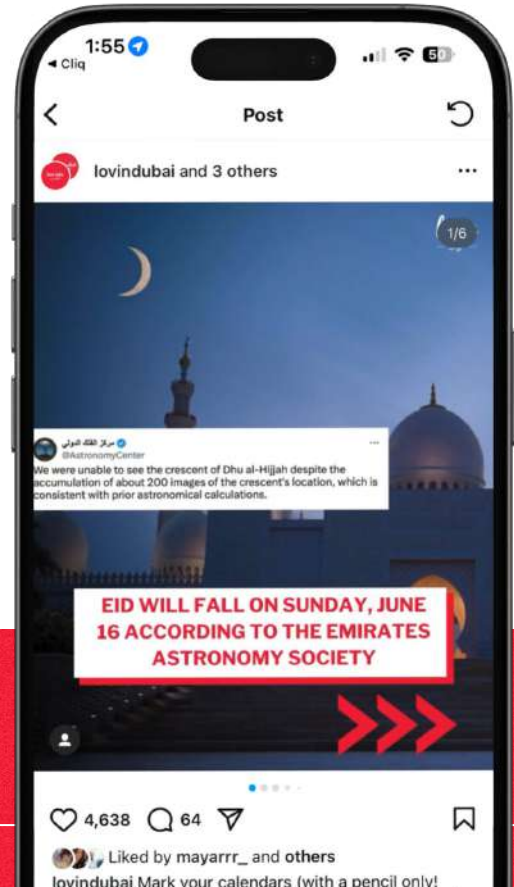 1:55
Cliq
50
Post
lovindubai and 3 others
1/6
مركز الفلك الدولي
@AstronomyCenter
We were unable to see the crescent of Dhu al-Hijjah despite the
accumulation of about 200 images of the crescent's location, which is
consistent with prior astronomical calculations.
EID WILL FALL ON SUNDAY, JUNE
16 ACCORDING TO THE EMIRATES
ASTRONOMY SOCIETY
4,638 64
Liked by mayarrr_ and others
lovindubai Mark your calendars (with a pencil only!